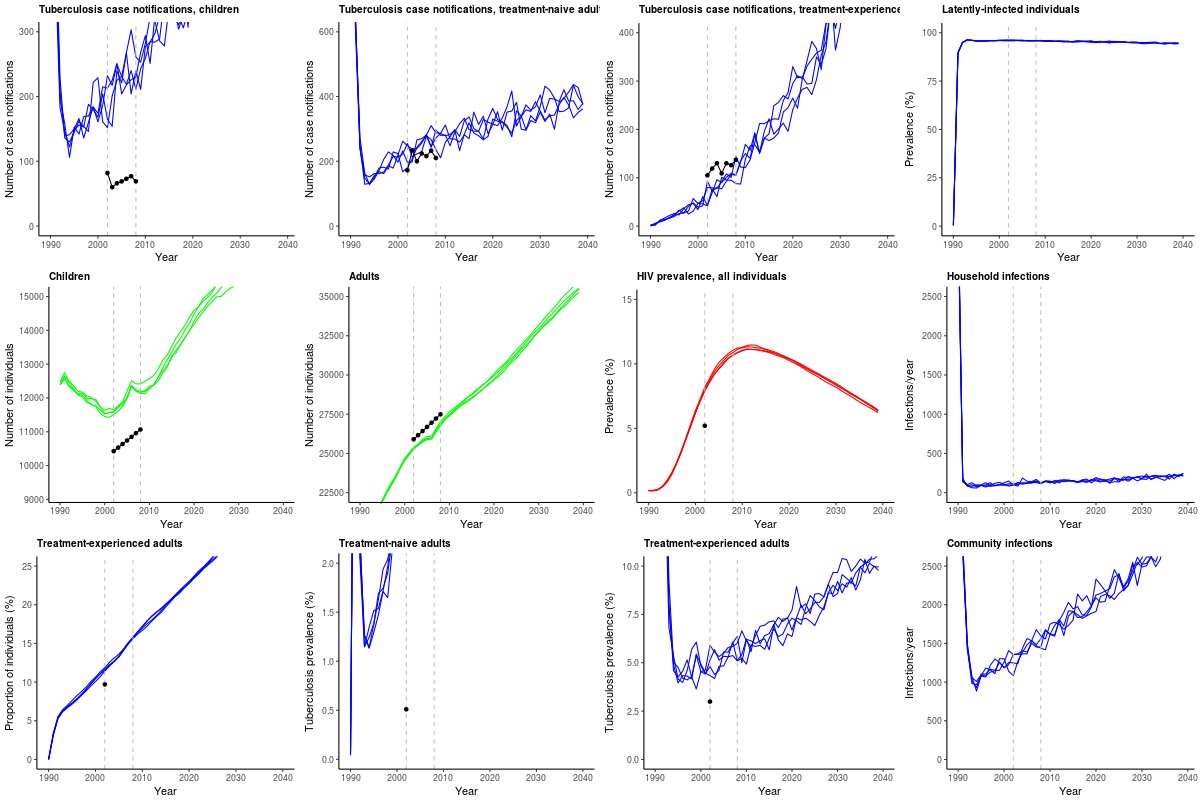 Tuberculosis case notifications, children
Number of case notifications
300
200
100
0
1990 2000 2010 2020 2030 2040
Year
Tuberculosis case notifications, treatment-naive adult
Number of case notifications
600
400
200
0
1990 2000 2010 2020 2030 2040
Year
Tuberculosis case notifications, treatment-experience
Number of case notifications
400
300
200
100
0
1990 2000 2010 2020 2030 2040
Year
Latently-infected individuals
Prevalence (%)
100
75
50
25
0
1990 2000 2010 2020 2030 2040
Year
Children
Number of individuals
15000
14000
13000
12000
11000
10000
9000
1990 2000 2010 2020 2030 2040
Year
Adults
Number of individuals
35000
32500
30000
27500
25000
22500
1990 2000 2010 2020 2030 2040
Year
HIV prevalence, all individuals
Prevalence (%)
15
10
5
0
1990 2000 2010 2020 2030 2040
Year
Household infections
Infections/year
2500
2000
1500
1000
500
0
1990 2000 2010 2020 2030 2040
Year
Treatment-experienced adults
Proportion of individuals (%)
25
20
15
10
5
0
1990 2000 2010 2020 2030 2040
Year
Treatment-naive adults
Tuberculosis prevalence (%)
2.0
1.5
1.0
0.5
0.0
1990 2000 2010 2020 2030 2040
Year
Treatment-experienced adults
Tuberculosis prevalence (%)
10.0
7.5
5.0
2.5
0.0
1990 2000 2010 2020 2030 2040
Year
Community infections
Infections/year
2500
2000
1500
1000
500
0
1990 2000 2010 2020 2030 2040
Year